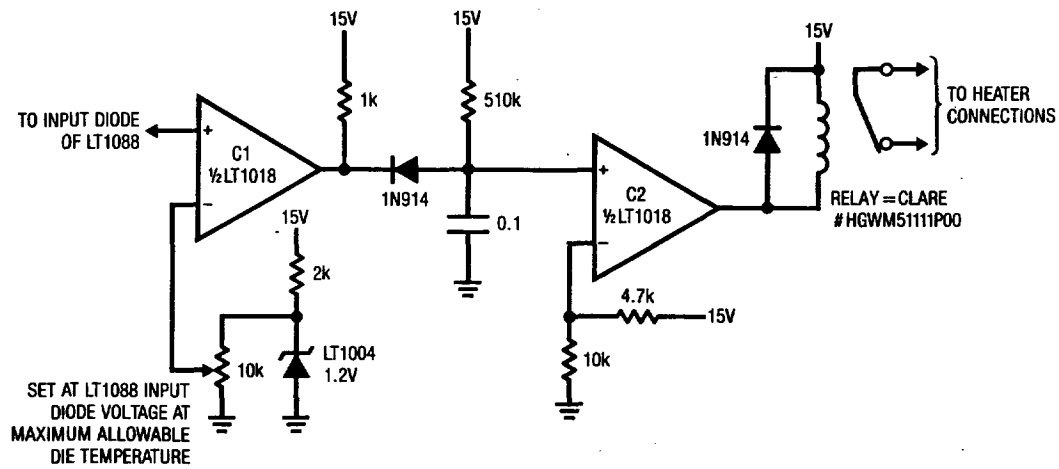 15V
15V
15V
1k
510k
TO INPUT DIODE
OF LT1088
+
C1
½LT1018
−
1N914
1N914
TO HEATER
CONNECTIONS
+
C2
½LT1018
−
RELAY = CLARE
#HGWM51111P00
0.1
15V
2k
4.7k
15V
10k
LT1004
1.2V
10k
SET AT LT1088 INPUT
DIODE VOLTAGE AT
MAXIMUM ALLOWABLE
DIE TEMPERATURE